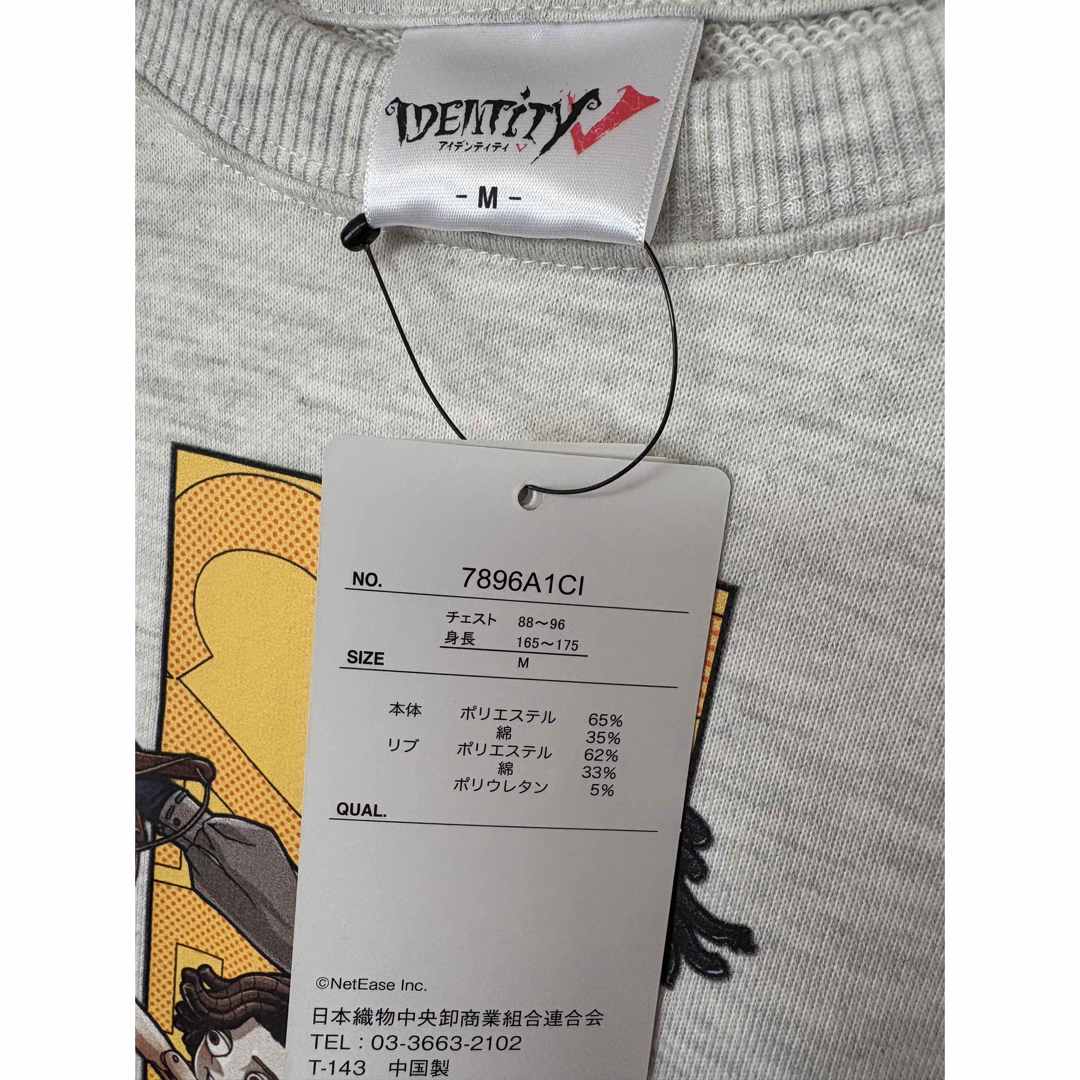 IDENTITY V
アイデンティティ V
- M -
NO. 7896A1CI
チェスト 88～96
身長 165～175
SIZE M
本体 ポリエステル 65%
綿 35%
リブ ポリエステル 62%
綿 33%
ポリウレタン 5%
QUAL.
©NetEase Inc.
日本織物中央卸商業組合連合会
TEL : 03-3663-2102
T-143 中国製